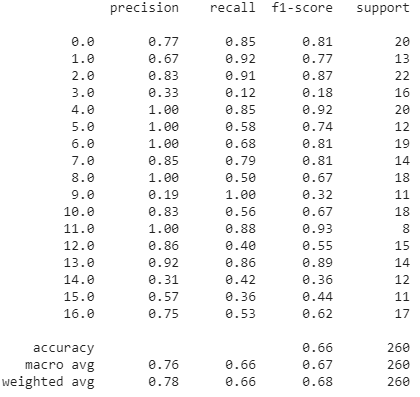 precision recall f1-score support
0.0 0.77 0.85 0.81 20
1.0 0.67 0.92 0.77 13
2.0 0.83 0.91 0.87 22
3.0 0.33 0.12 0.18 16
4.0 1.00 0.85 0.92 20
5.0 1.00 0.58 0.74 12
6.0 1.00 0.68 0.81 19
7.0 0.85 0.79 0.81 14
8.0 1.00 0.50 0.67 18
9.0 0.19 1.00 0.32 11
10.0 0.83 0.56 0.67 18
11.0 1.00 0.88 0.93 8
12.0 0.86 0.40 0.55 15
13.0 0.92 0.86 0.89 14
14.0 0.31 0.42 0.36 12
15.0 0.57 0.36 0.44 11
16.0 0.75 0.53 0.62 17
accuracy 0.66 260
macro avg 0.76 0.66 0.67 260
weighted avg 0.78 0.66 0.68 260